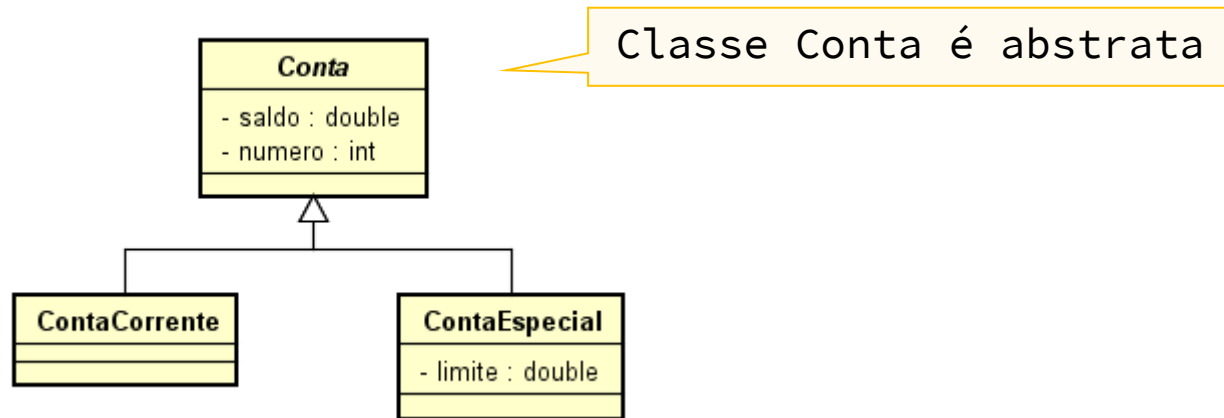 Classe Conta é abstrata
Conta
- saldo : double
- numero : int
ContaCorrente
ContaEspecial
- limite : double